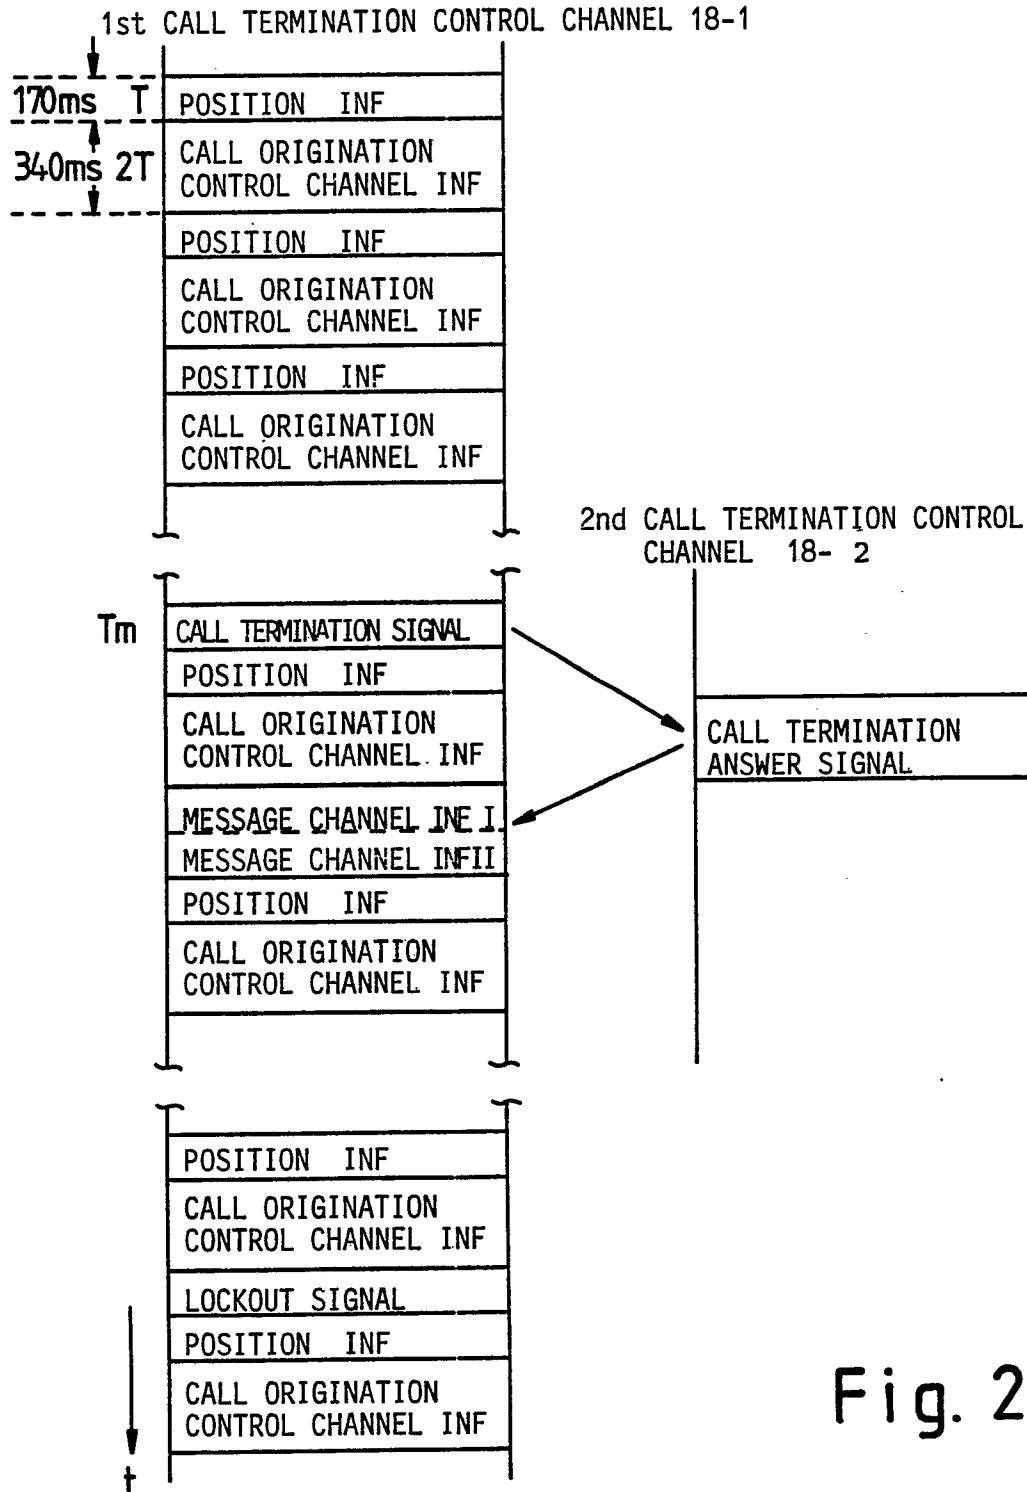 1st CALL TERMINATION CONTROL CHANNEL 18-1
170ms T
POSITION INF
340ms 2T
CALL ORIGINATION
CONTROL CHANNEL INF
POSITION INF
CALL ORIGINATION
CONTROL CHANNEL INF
POSITION INF
CALL ORIGINATION
CONTROL CHANNEL INF
2nd CALL TERMINATION CONTROL
CHANNEL 18- 2
Tm
CALL TERMINATION SIGNAL
POSITION INF
CALL ORIGINATION
CONTROL CHANNEL INF
CALL TERMINATION
ANSWER SIGNAL
MESSAGE CHANNEL INF I
MESSAGE CHANNEL INF II
POSITION INF
CALL ORIGINATION
CONTROL CHANNEL INF
POSITION INF
CALL ORIGINATION
CONTROL CHANNEL INF
LOCKOUT SIGNAL
POSITION INF
CALL ORIGINATION
CONTROL CHANNEL INF
t
Fig. 2